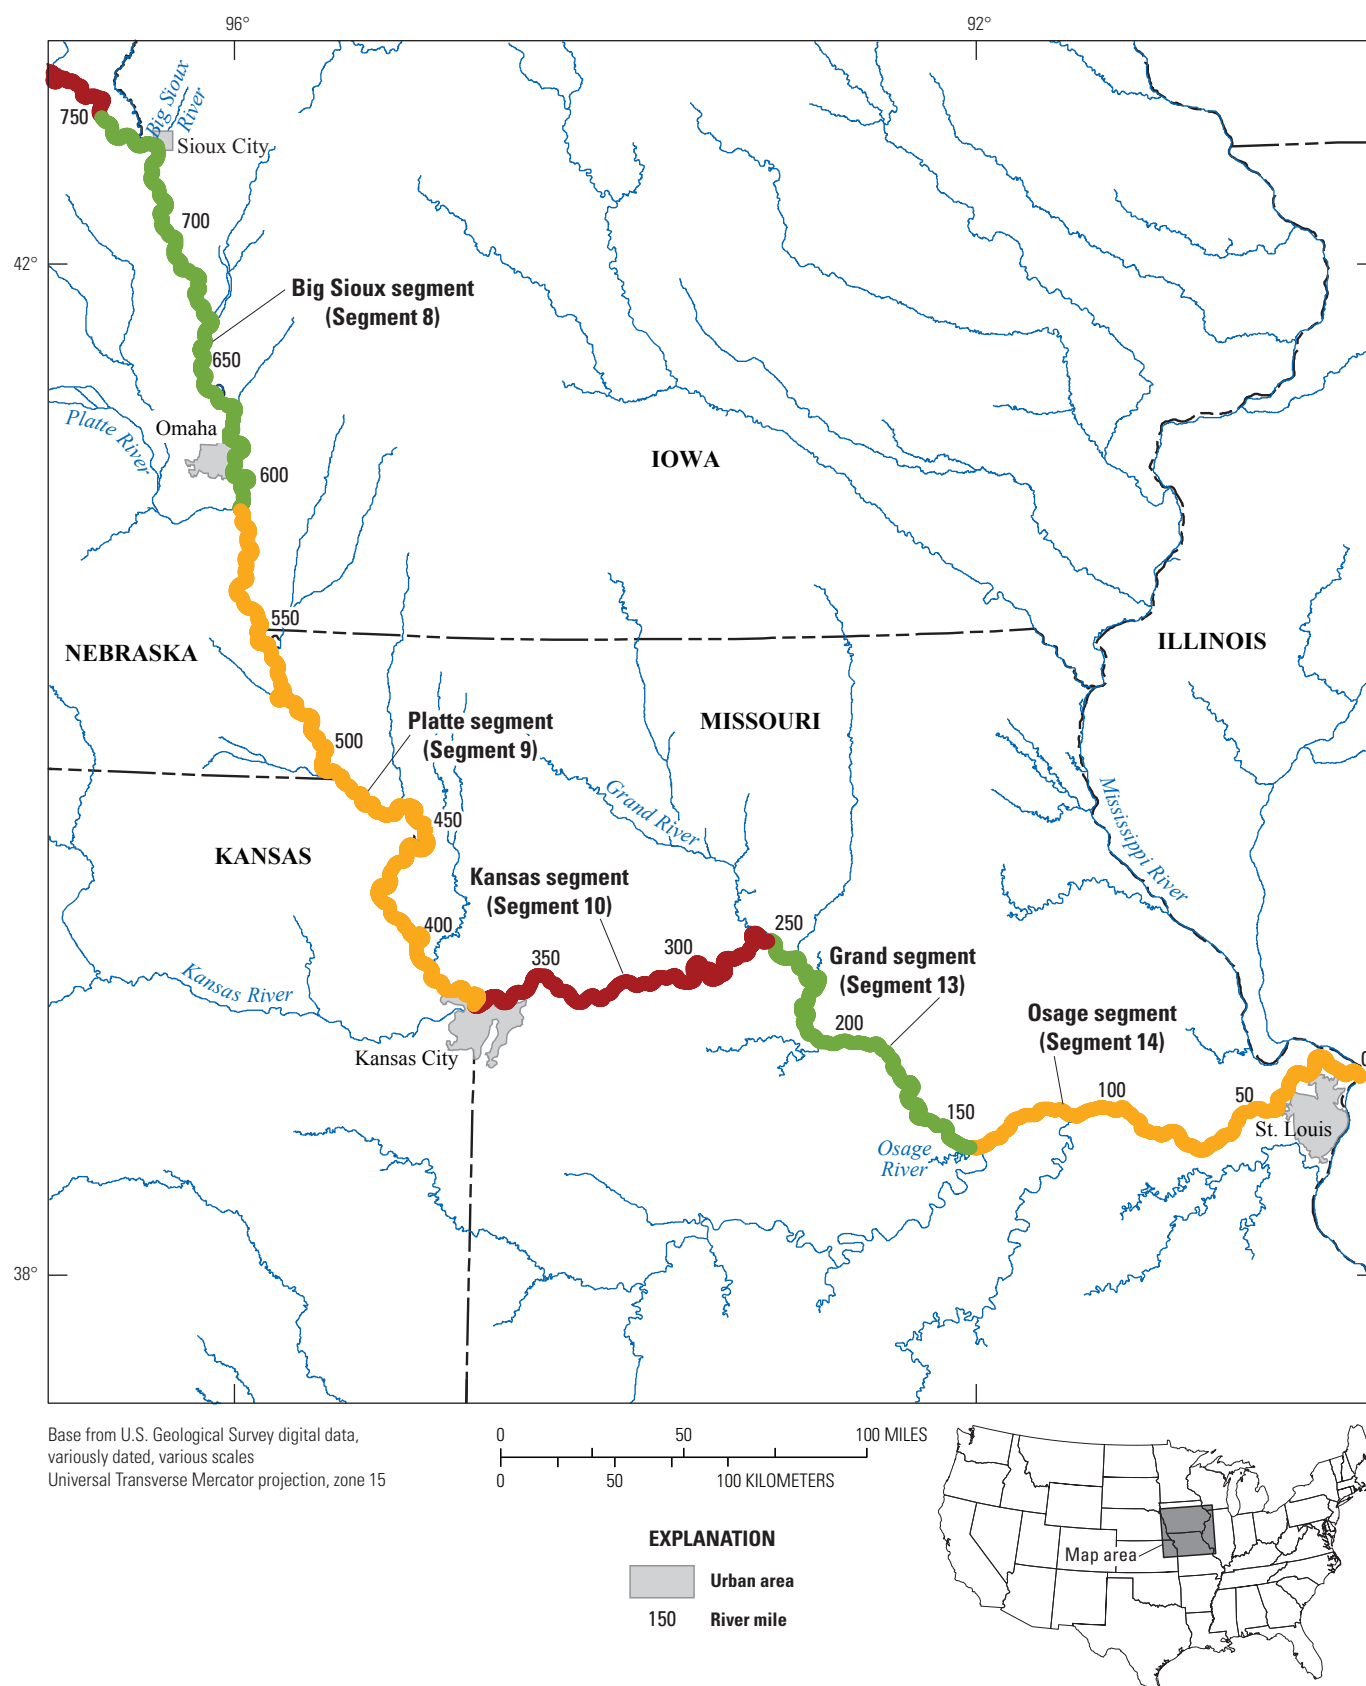 96°
92°
750
Big Sioux
River
Sioux City
700
42°
Big Sioux segment
(Segment 8)
650
Platte River
Omaha
IOWA
600
550
NEBRASKA
ILLINOIS
MISSOURI
Platte segment
(Segment 9)
500
Grand River
Mississippi River
450
KANSAS
Kansas segment
(Segment 10)
400
250
350
300
Grand segment
(Segment 13)
Kansas River
200
Osage segment
(Segment 14)
Kansas City
0
100
50
150
St. Louis
Osage
River
38°
Base from U.S. Geological Survey digital data,
variously dated, various scales
Universal Transverse Mercator projection, zone 15
0 50 100 MILES
0 50 100 KILOMETERS
EXPLANATION
Urban area
150 River mile
Map area